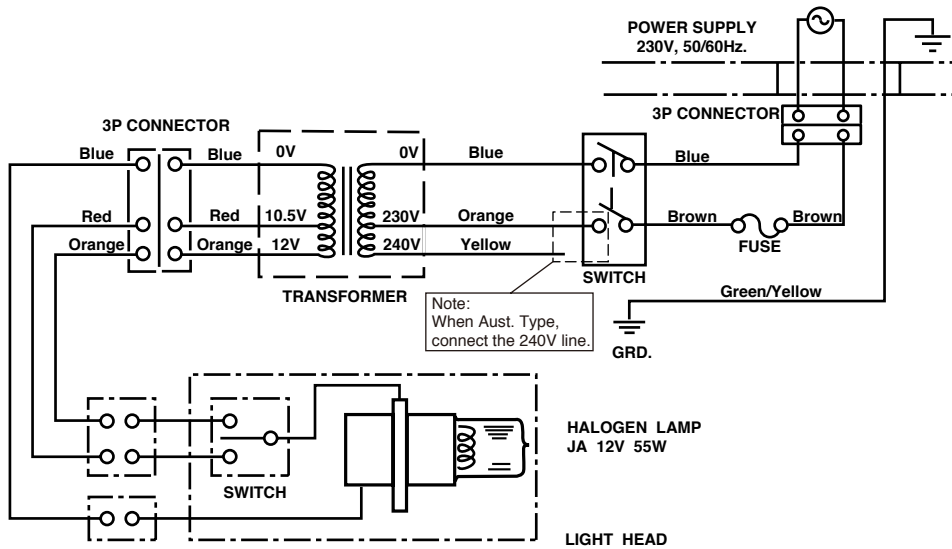 POWER SUPPLY
230V, 50/60Hz.
3P CONNECTOR
3P CONNECTOR
Blue
Blue
0V
0V
Blue
Blue
Red
Red
10.5V
230V
Orange
Brown
Brown
Orange
Orange
12V
240V
Yellow
FUSE
SWITCH
TRANSFORMER
Green/Yellow
Note:
When Aust. Type,
connect the 240V line.
GRD.
HALOGEN LAMP
JA 12V 55W
SWITCH
LIGHT HEAD